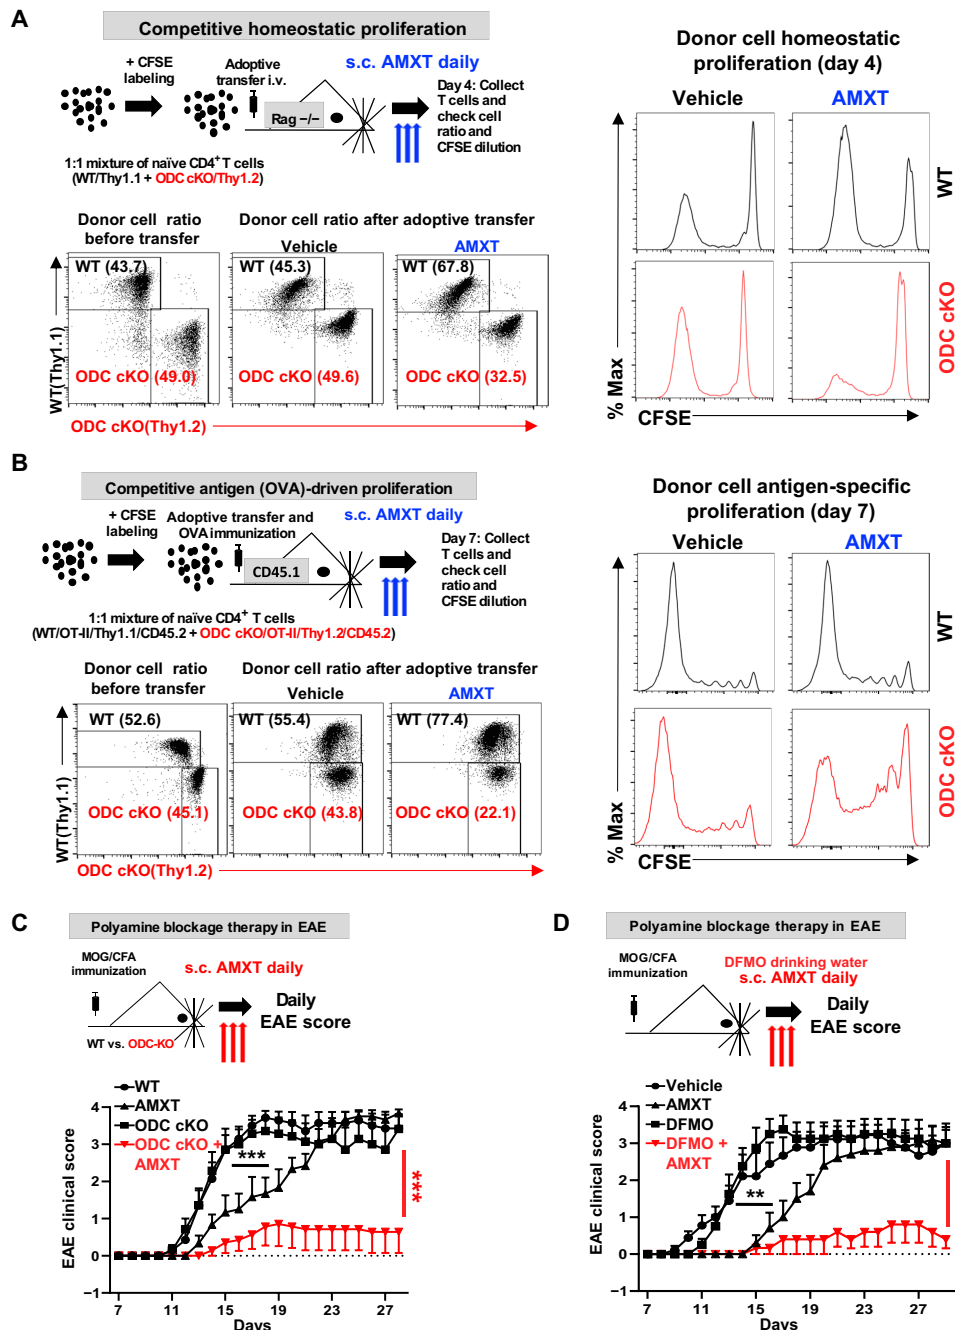 A
Competitive homeostatic proliferation
+ CFSE
labeling
Adoptive
transfer i.v.
s.c. AMXT daily
Rag −/−
Day 4: Collect
T cells and
check cell
ratio and
CFSE dilution
1:1 mixture of naïve CD4+ T cells
(WT/Thy1.1 + ODC cKO/Thy1.2)
Donor cell ratio
before transfer
Donor cell ratio after adoptive transfer
Vehicle
AMXT
WT (43.7)
WT (45.3)
WT (67.8)
ODC cKO (49.0)
ODC cKO (49.6)
ODC cKO (32.5)
WT(Thy1.1)
ODC cKO(Thy1.2)
Donor cell homeostatic
proliferation (day 4)
Vehicle
AMXT
WT
ODC cKO
% Max
CFSE
B
Competitive antigen (OVA)-driven proliferation
+ CFSE
labeling
Adoptive transfer and
OVA immunization
s.c. AMXT daily
CD45.1
Day 7: Collect
T cells and
check cell
ratio and
CFSE dilution
1:1 mixture of naïve CD4+ T cells
(WT/OT-II/Thy1.1/CD45.2 + ODC cKO/OT-II/Thy1.2/CD45.2)
Donor cell ratio
before transfer
Donor cell ratio after adoptive transfer
Vehicle
AMXT
WT (52.6)
WT (55.4)
WT (77.4)
ODC cKO (45.1)
ODC cKO (43.8)
ODC cKO (22.1)
WT(Thy1.1)
ODC cKO(Thy1.2)
Donor cell antigen-specific
proliferation (day 7)
Vehicle
AMXT
WT
ODC cKO
% Max
CFSE
C
Polyamine blockage therapy in EAE
MOG/CFA
immunization
s.c. AMXT daily
Daily
EAE score
WT vs. ODC-KO
WT
AMXT
ODC cKO
ODC cKO +
AMXT
***
***
EAE clinical score
4
3
2
1
0
−1
7
11
15
19
23
27
Days
D
Polyamine blockage therapy in EAE
MOG/CFA
immunization
DFMO drinking water
s.c. AMXT daily
Daily
EAE score
Vehicle
AMXT
DFMO
DFMO +
AMXT
**
EAE clinical score
4
3
2
1
0
−1
7
11
15
19
23
27
Days